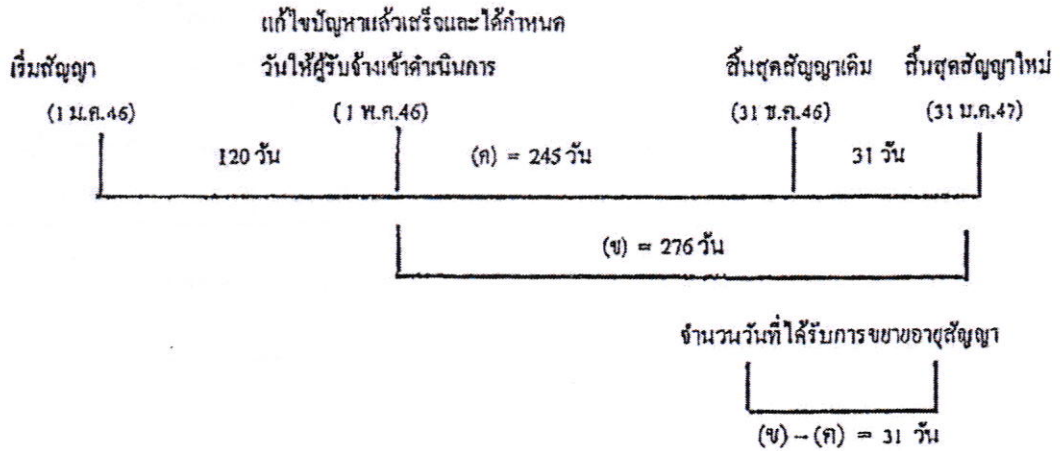 แก้ไขปัญหาแล้วเสร็จและได้กำหนด
เริ่มสัญญา วันให้ผู้รับจ้างเข้าดำเนินการ สิ้นสุดสัญญาเดิม สิ้นสุดสัญญาใหม่
(1 ม.ค.46) (1 พ.ค.46) (31 ธ.ค.46) (31 ม.ค.47)
120 วัน (ค) = 245 วัน 31 วัน
(ข) = 276 วัน
จำนวนวันที่ได้รับการขยายอายุสัญญา
(ข) – (ค) = 31 วัน